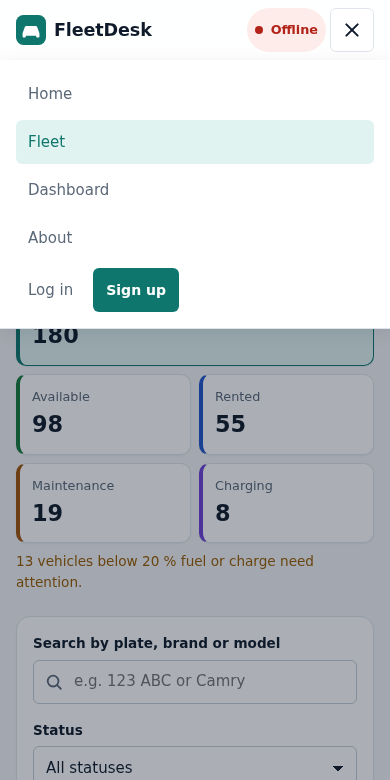 FleetDesk
Offline
Home
Fleet
Dashboard
About
Log in
Sign up
180
Available
Rented
98
55
Maintenance
Charging
19
8
13 vehicles below 20 % fuel or charge need
attention.
Search by plate, brand or model
e.g. 123 ABC or Camry
Status
All statuses